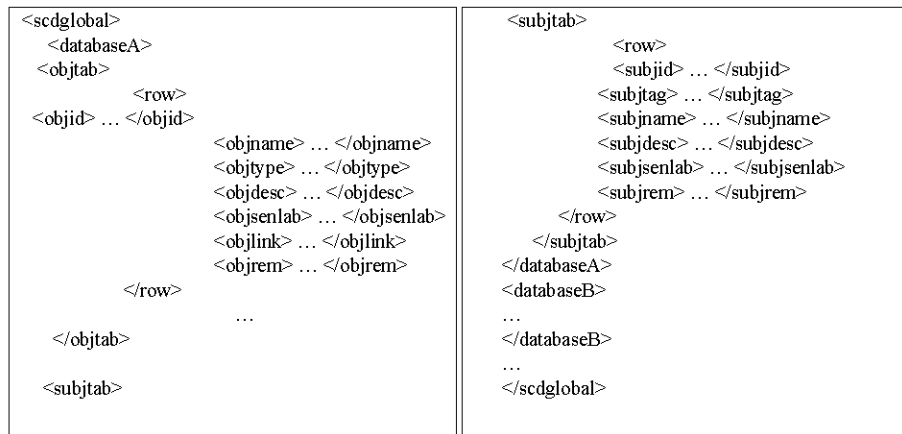 <scdglobal>
<databaseA>
<objtab>
<row>
<objid> … </objid>
<objname> … </objname>
<objtype> … </objtype>
<objdesc> … </objdesc>
<objsenlab> … </objsenlab>
<objlink> … </objlink>
<objrem> … </objrem>
</row>
…
</objtab>
<subjtab>
<subjtab>
<row>
<subjid> … </subjid>
<subjtag> … </subjtag>
<subjname> … </subjname>
<subjdesc> … </subjdesc>
<subjsenlab> … </subjsenlab>
<subjrem> … </subjrem>
</row>
</subjtab>
</databaseA>
<databaseB>
…
</databaseB>
…
</scdglobal>